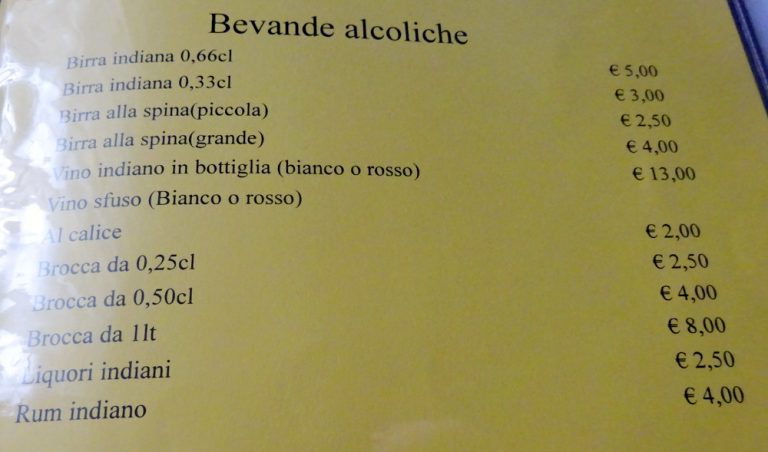 Bevande alcoliche
Birra indiana 0,66cl € 5,00
Birra indiana 0,33cl € 3,00
Birra alla spina(piccola) € 2,50
Birra alla spina(grande) € 4,00
Vino indiano in bottiglia (bianco o rosso) € 13,00
Vino sfuso (Bianco o rosso)
Al calice € 2,00
Brocca da 0,25cl € 2,50
Brocca da 0,50cl € 4,00
Brocca da 1lt € 8,00
Liquori indiani € 2,50
Rum indiano € 4,00